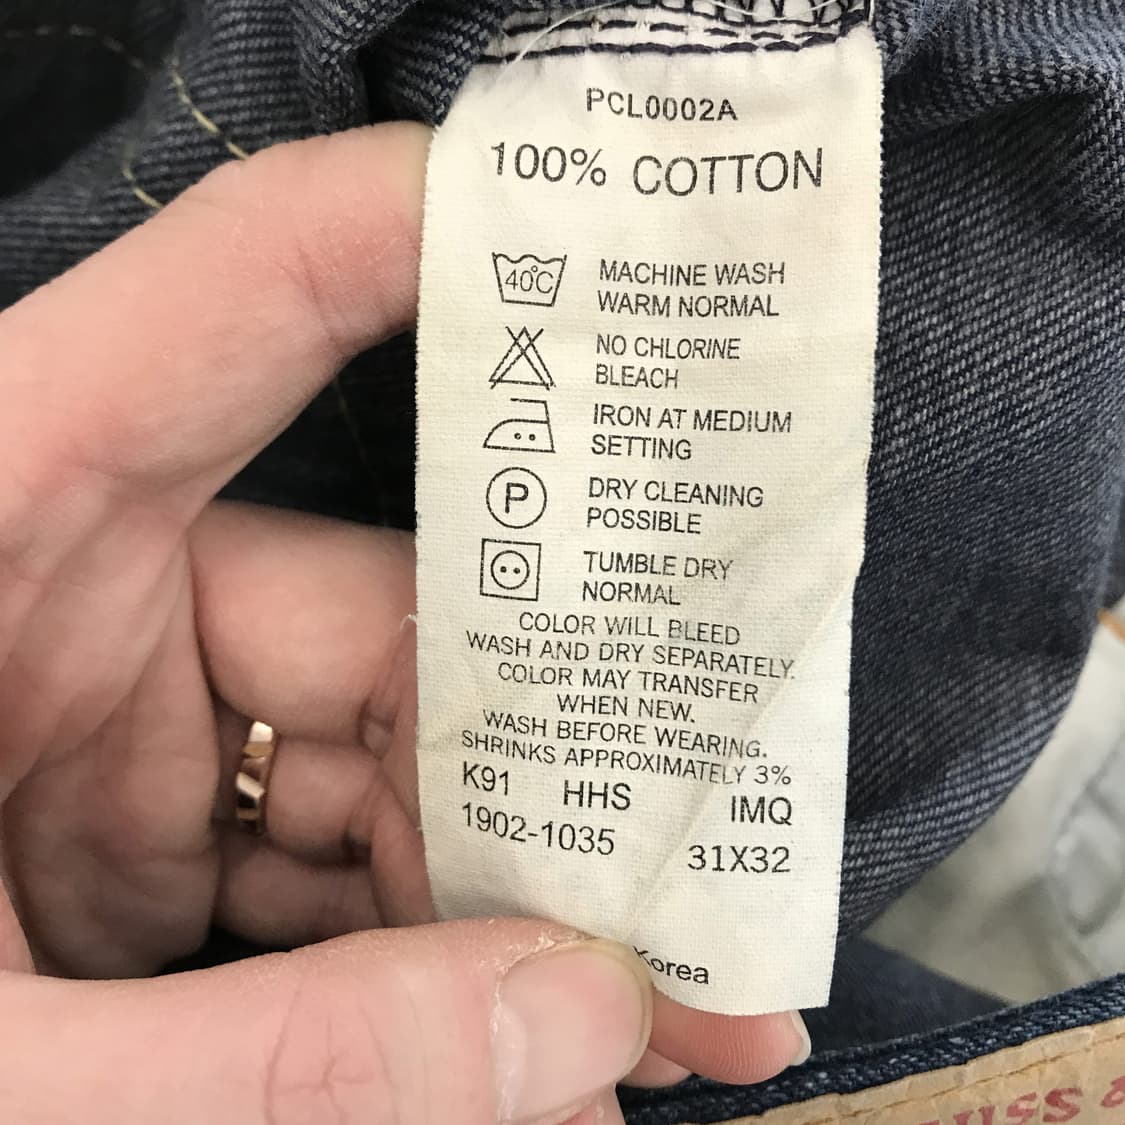 PCL0002A
100% COTTON
40°C
MACHINE WASH
WARM NORMAL
NO CHLORINE
BLEACH
IRON AT MEDIUM
SETTING
P
DRY CLEANING
POSSIBLE
TUMBLE DRY
NORMAL
COLOR WILL BLEED
WASH AND DRY SEPARATELY.
COLOR MAY TRANSFER
WHEN NEW.
WASH BEFORE WEARING.
SHRINKS APPROXIMATELY 3%
K91 HHS IMQ
1902-1035 31X32
Korea